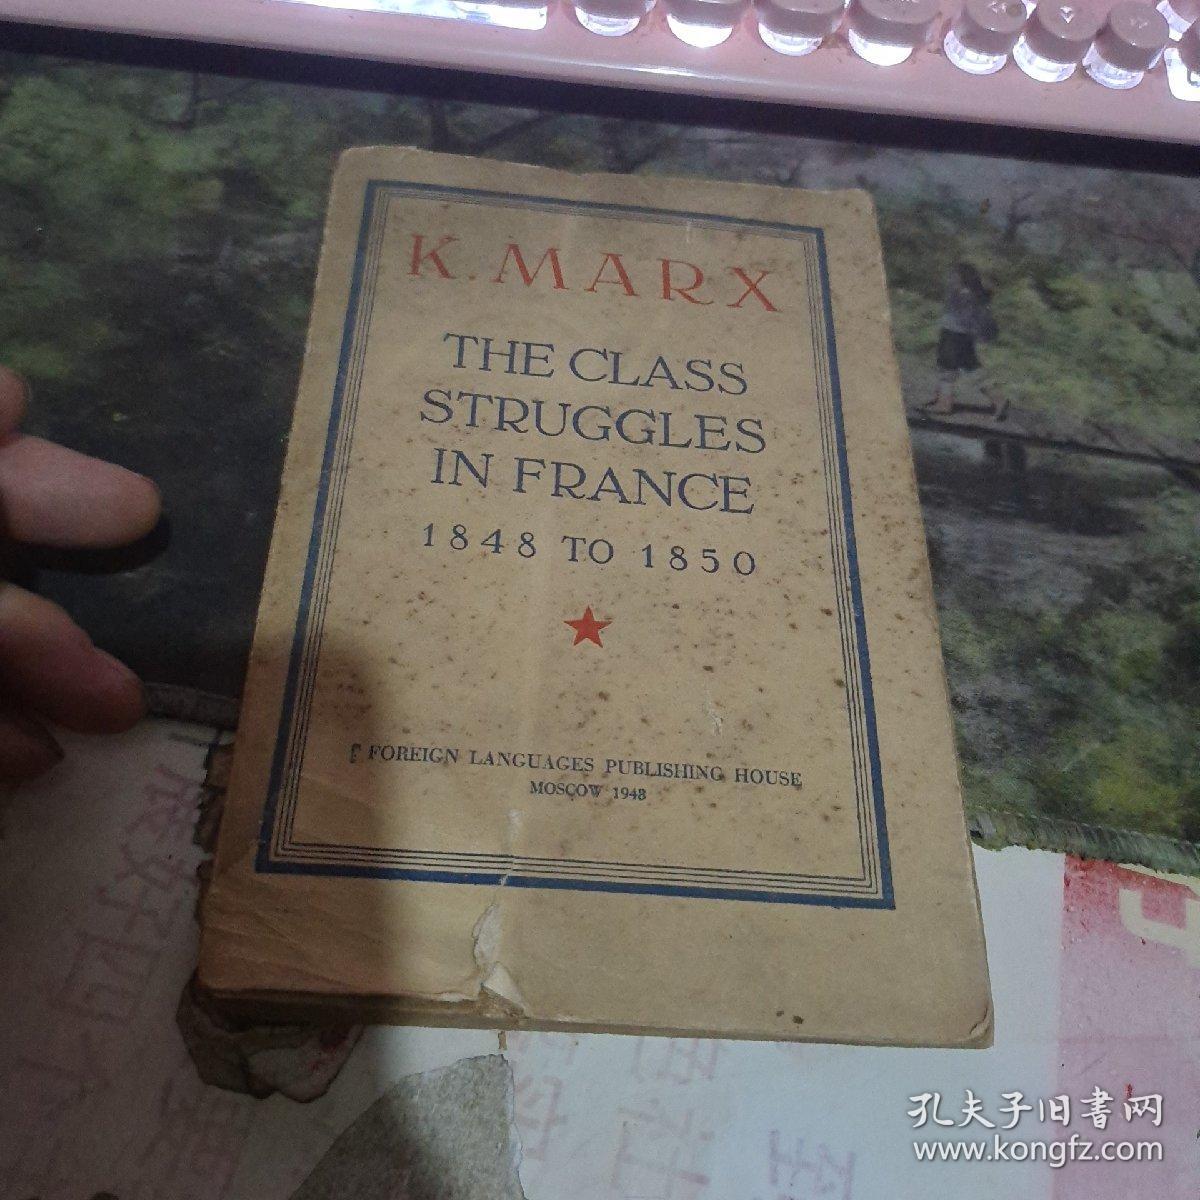 K. MARX
THE CLASS
STRUGGLES
IN FRANCE
1848 TO 1850
FOREIGN LANGUAGES PUBLISHING HOUSE
MOSCOW 1948
孔夫子旧书网
www.kongfz.com